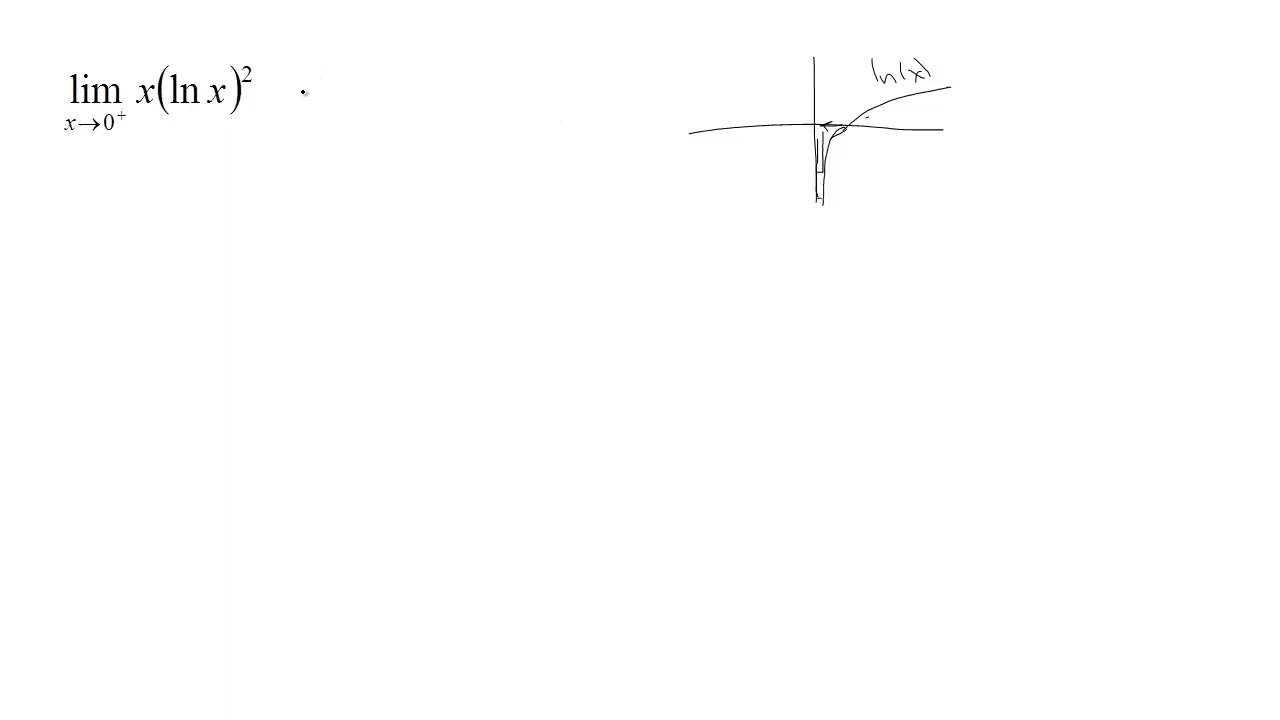 lim x→0⁺ x(ln x)²
ln(x)